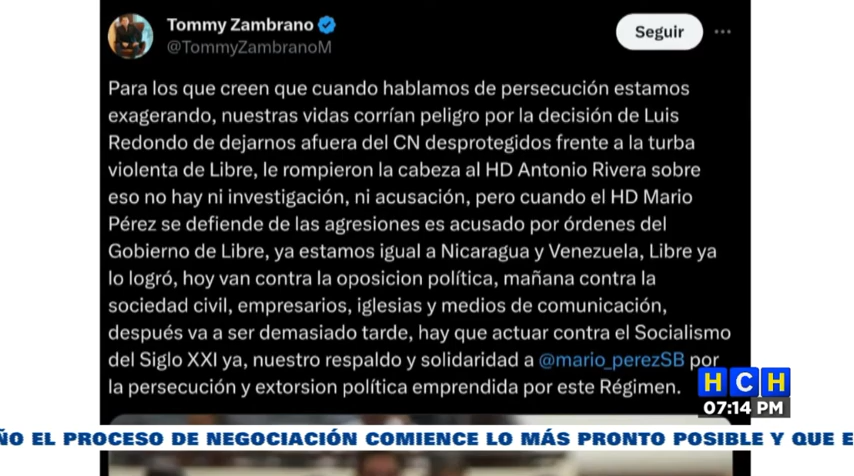 Tommy Zambrano
@TommyZambranoM
Seguir
Para los que creen que cuando hablamos de persecución estamos
exagerando, nuestras vidas corrían peligro por la decisión de Luis
Redondo de dejarnos afuera del CN desprotegidos frente a la turba
violenta de Libre, le rompieron la cabeza al HD Antonio Rivera sobre
eso no hay ni investigación, ni acusación, pero cuando el HD Mario
Pérez se defiende de las agresiones es acusado por órdenes del
Gobierno de Libre, ya estamos igual a Nicaragua y Venezuela, Libre ya
lo logró, hoy van contra la oposicion política, mañana contra la
sociedad civil, empresarios, iglesias y medios de comunicación,
después va a ser demasiado tarde, hay que actuar contra el Socialismo
del Siglo XXI ya, nuestro respaldo y solidaridad a @mario_perezSB por
la persecución y extorsion política emprendida por este Régimen.
HCH
07:14 PM
ÑO EL PROCESO DE NEGOCIACIÓN COMIENCE LO MÁS PRONTO POSIBLE Y QUE E